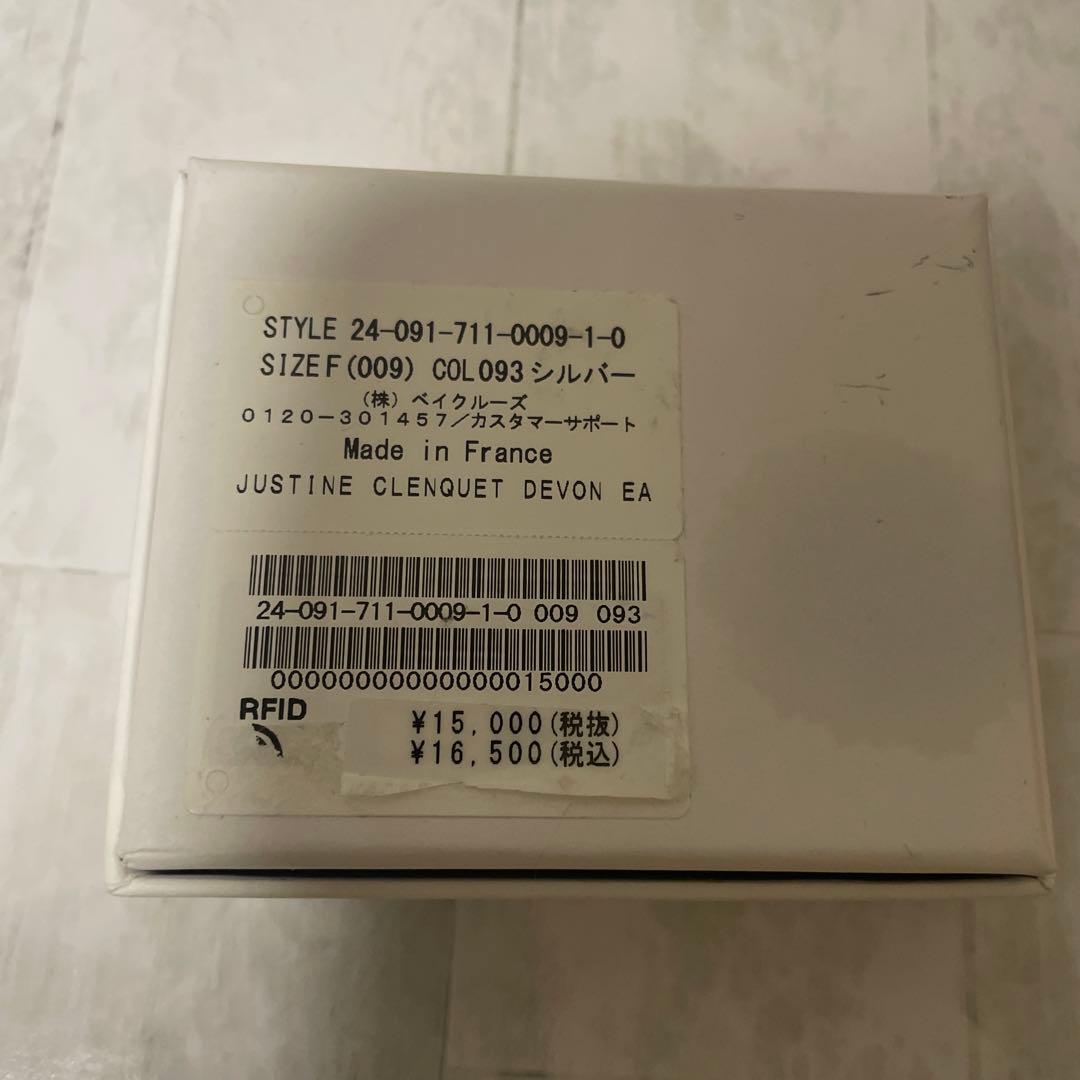 STYLE 24-091-711-0009-1-0
SIZE F(009) COL093シルバー
(株) ベイクルーズ
0120-301457/カスタマーサポート
Made in France
JUSTINE CLENQUET DEVON EA
24-091-711-0009-1-0 009 093
00000000000000015000
RFID
¥15,000(税抜)
¥16,500(税込)